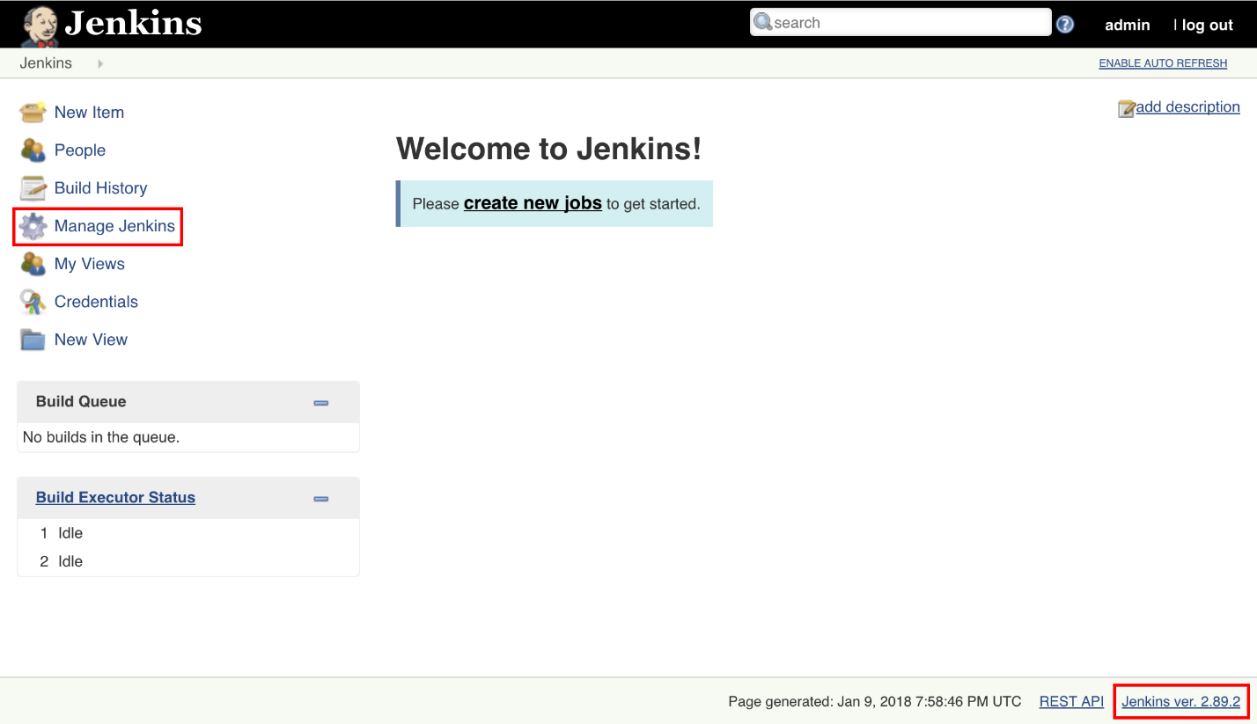 Jenkins
search
admin
| log out
Jenkins
ENABLE AUTO REFRESH
New Item
People
Build History
Manage Jenkins
My Views
Credentials
New View
Build Queue
No builds in the queue.
Build Executor Status
1 Idle
2 Idle
add description
Welcome to Jenkins!
Please create new jobs to get started.
Page generated: Jan 9, 2018 7:58:46 PM UTC
REST API
Jenkins ver. 2.89.2